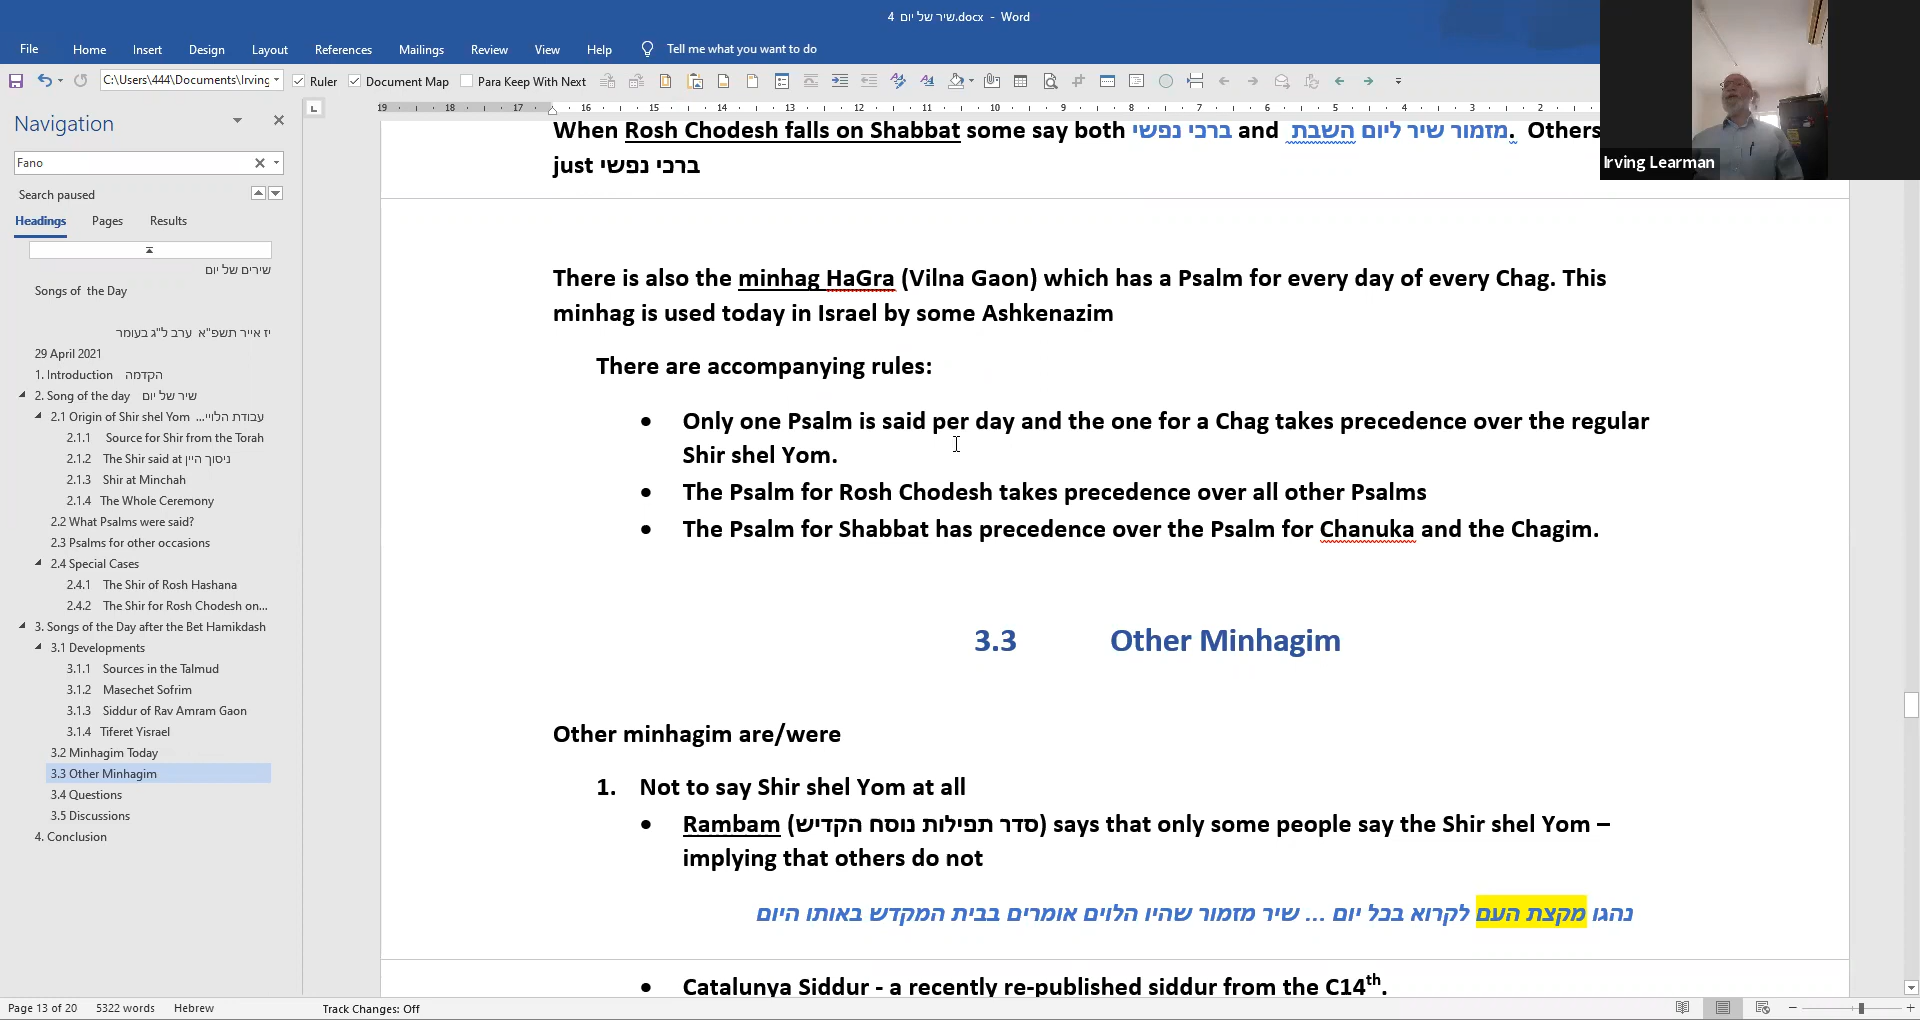 4 שיר של יום.docx - Word
File Home Insert Design Layout References Mailings Review View Help Tell me what you want to do
C:\Users\444\Documents\Irving Ruler Document Map Para Keep With Next
19 18 17 16 15 14 13 12 11 10 9 8 7 6 5 4 3 2
Navigation
Fano
Search paused
Headings Pages Results
שירים של יום
Songs of the Day
יז אייר תשפ"א ערב ל"ג בעומר
29 April 2021
1. Introduction הקדמה
2. Song of the day שיר של יום
2.1 Origin of Shir shel Yom עבודת הלויי...
2.1.1 Source for Shir from the Torah
2.1.2 The Shir said at ניסוך היין
2.1.3 Shir at Minchah
2.1.4 The Whole Ceremony
2.2 What Psalms were said?
2.3 Psalms for other occasions
2.4 Special Cases
2.4.1 The Shir of Rosh Hashana
2.4.2 The Shir for Rosh Chodesh on...
3. Songs of the Day after the Bet Hamikdash
3.1 Developments
3.1.1 Sources in the Talmud
3.1.2 Masechet Sofrim
3.1.3 Siddur of Rav Amram Gaon
3.1.4 Tiferet Yisrael
3.2 Minhagim Today
3.3 Other Minhagim
3.4 Questions
3.5 Discussions
4. Conclusion
When Rosh Chodesh falls on Shabbat some say both ברכי נפשי and מזמור שיר ליום השבת. Others
just ברכי נפשי
There is also the minhag HaGra (Vilna Gaon) which has a Psalm for every day of every Chag. This
minhag is used today in Israel by some Ashkenazim
There are accompanying rules:
• Only one Psalm is said per day and the one for a Chag takes precedence over the regular
Shir shel Yom.
• The Psalm for Rosh Chodesh takes precedence over all other Psalms
• The Psalm for Shabbat has precedence over the Psalm for Chanuka and the Chagim.
3.3 Other Minhagim
Other minhagim are/were
1. Not to say Shir shel Yom at all
• Rambam (סדר תפילות נוסח הקדיש) says that only some people say the Shir shel Yom –
implying that others do not
נהגו מקצת העם לקרוא בכל יום ... שיר מזמור שהיו הלוים אומרים בבית המקדש באותו היום
• Catalunya Siddur - a recently re-published siddur from the C14th.
Irving Learman
Page 13 of 20 5322 words Hebrew Track Changes: Off